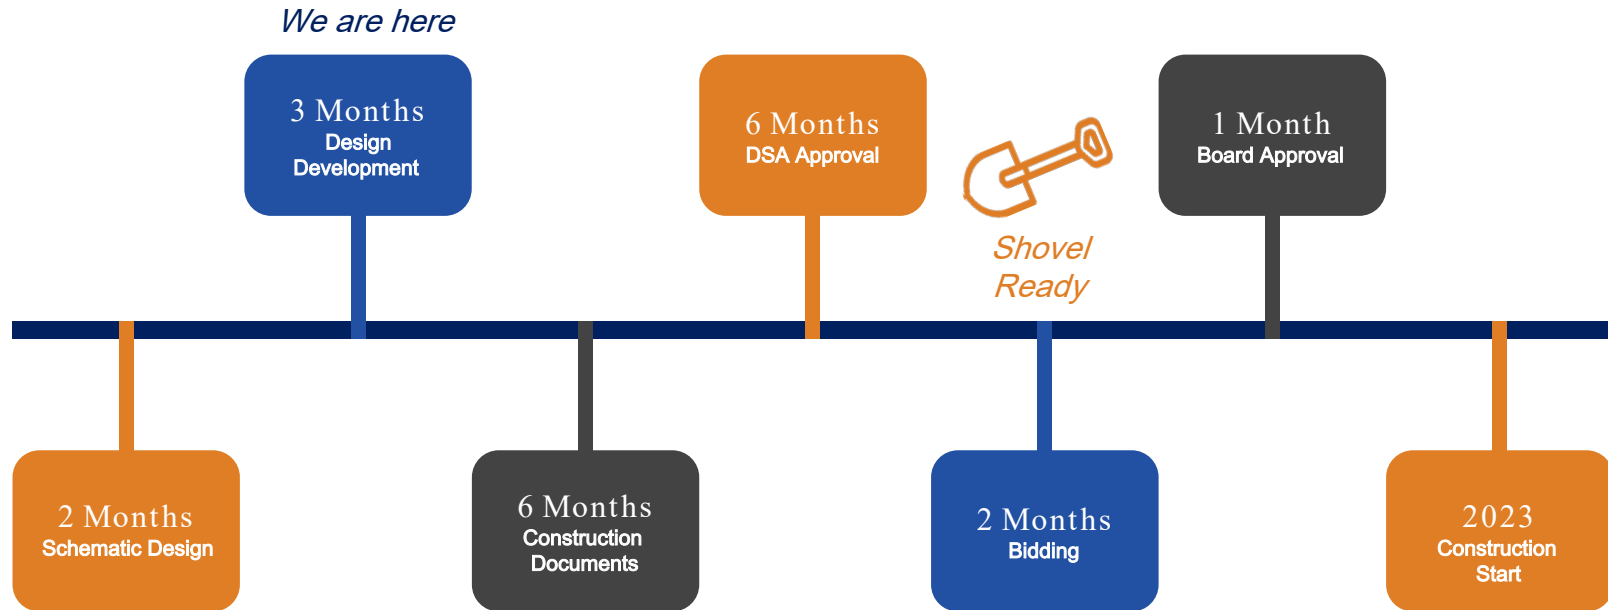 We are here
3 Months
Design
Development
6 Months
DSA Approval
1 Month
Board Approval
Shovel
Ready
2 Months
Schematic Design
6 Months
Construction
Documents
2 Months
Bidding
2023
Construction
Start